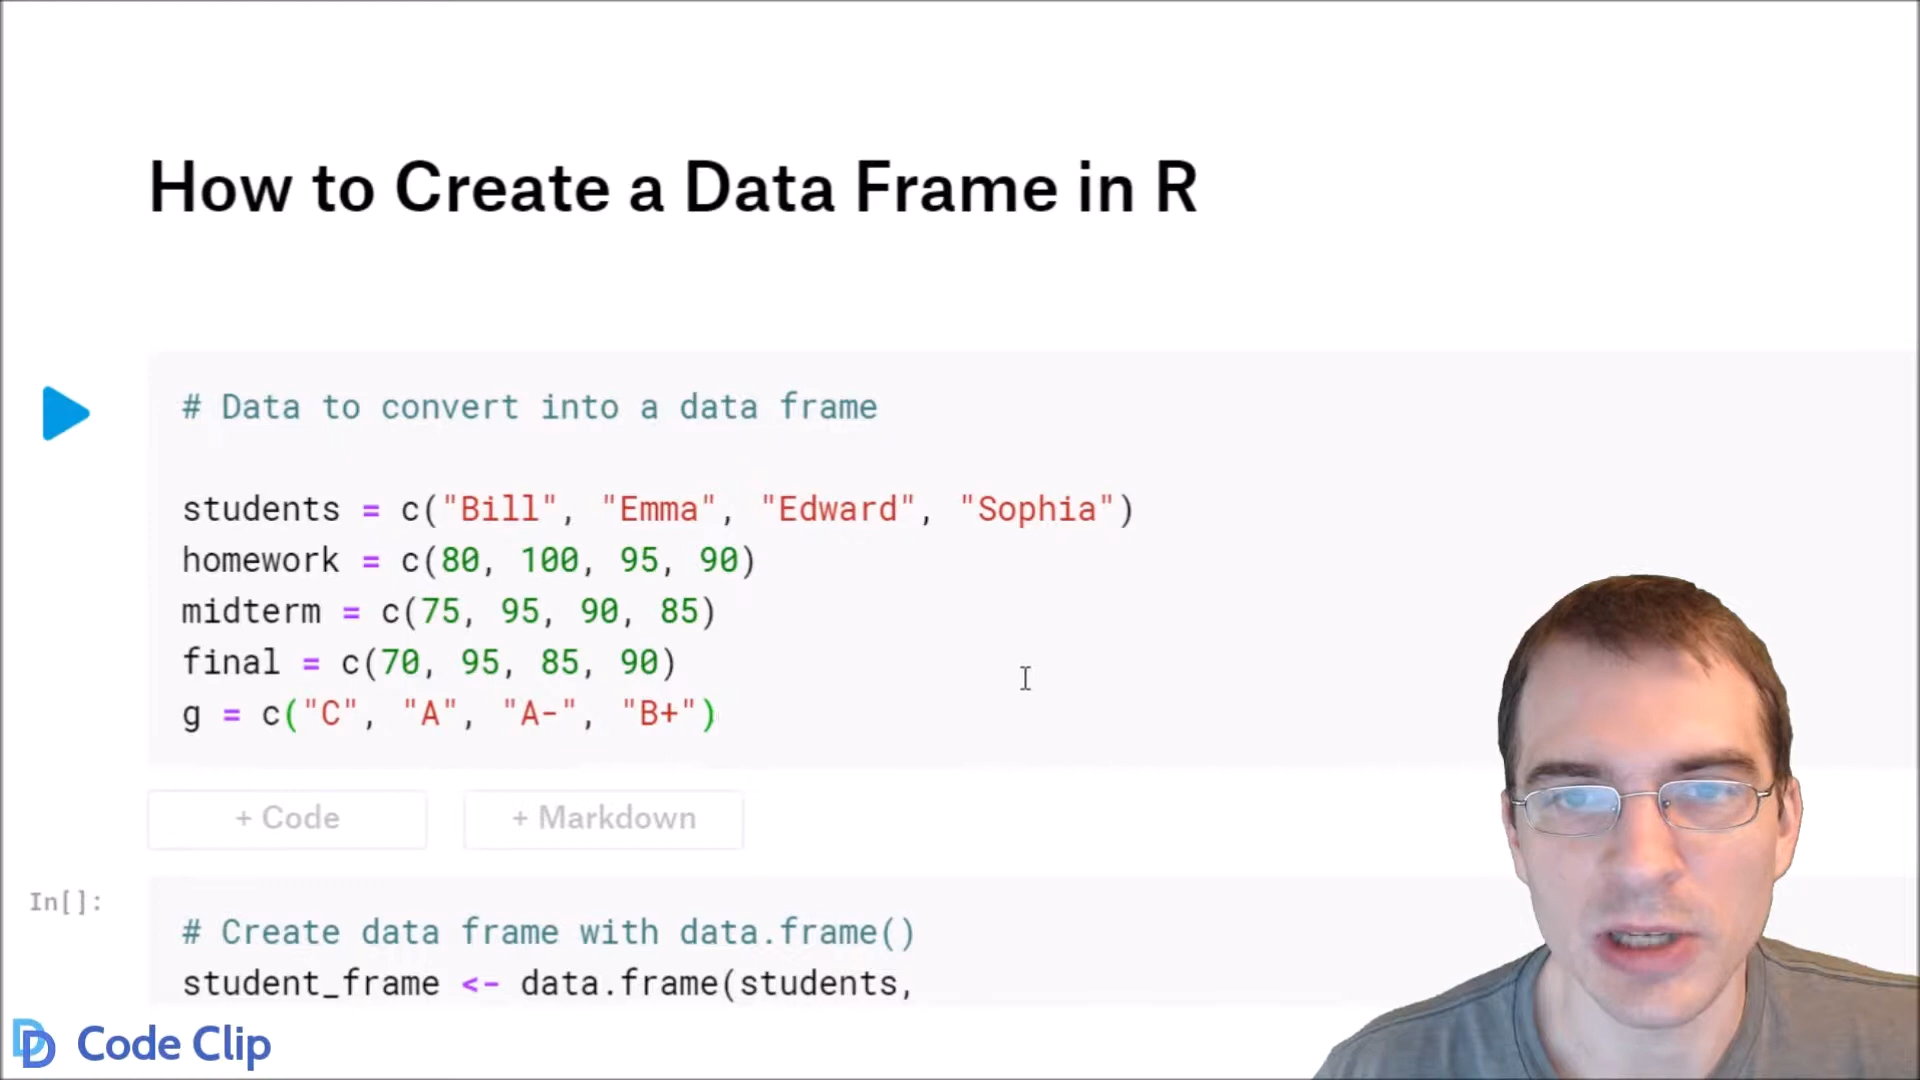 How to Create a Data Frame in R
# Data to convert into a data frame
students = c("Bill", "Emma", "Edward", "Sophia")
homework = c(80, 100, 95, 90)
midterm = c(75, 95, 90, 85)
final = c(70, 95, 85, 90)
g = c("C", "A", "A-", "B+")
+ Code + Markdown
In[]:
# Create data frame with data.frame()
student_frame <- data.frame(students,
Code Clip